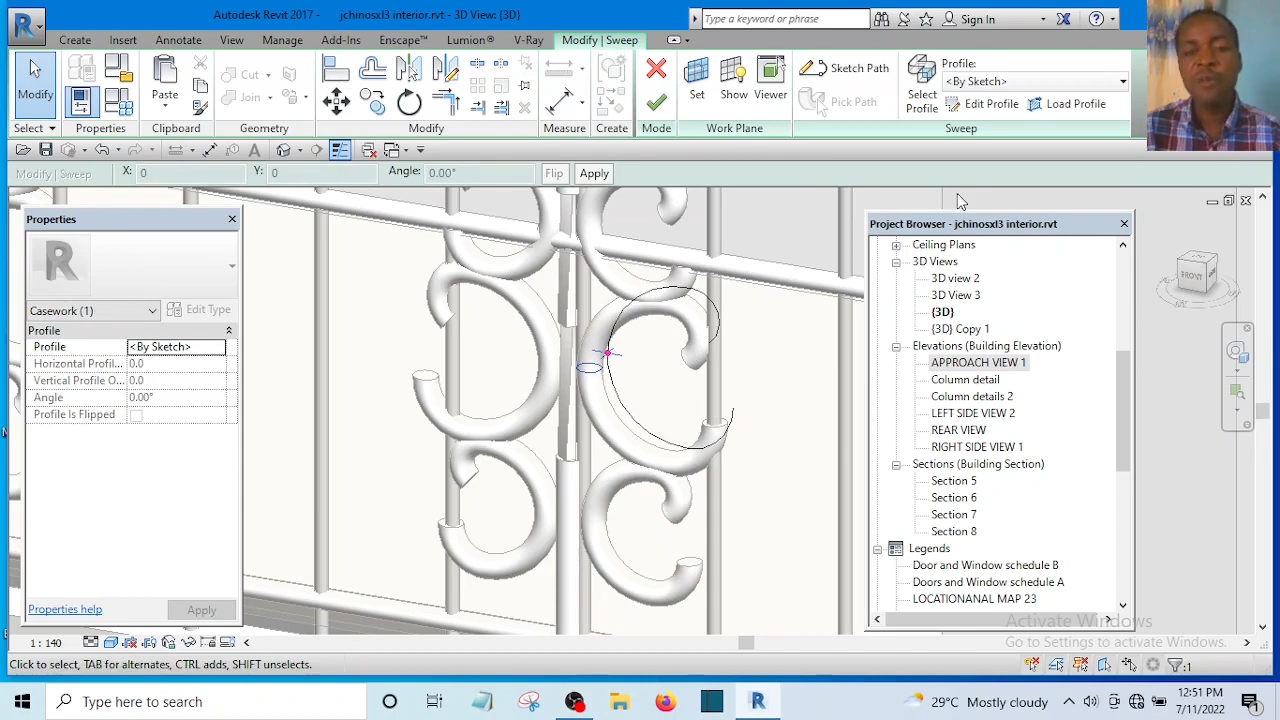 Autodesk Revit 2017 - jchinosxl3 interior.rvt - 3D View: {3D}
Type a keyword or phrase
Sign In
Create Insert Annotate View Manage Add-Ins Enscape™ Lumion® V-Ray Modify | Sweep
Modify
Paste
Cut
Join
Set Show Viewer
Sketch Path
Pick Path
Select Profile
Profile:
<By Sketch>
Edit Profile
Load Profile
Select Properties Clipboard Geometry Modify Measure Create Mode Work Plane Sweep
Modify | Sweep X: 0 Y: 0 Angle: 0.00° Flip Apply
Properties
R
Casework (1) Edit Type
Profile
Profile <By Sketch>
Horizontal Profil... 0.0
Vertical Profile O... 0.0
Angle 0.00°
Profile Is Flipped
Properties help Apply
FRONT
Project Browser - jchinosxl3 interior.rvt
Ceiling Plans
3D Views
3D view 2
3D View 3
{3D}
{3D} Copy 1
Elevations (Building Elevation)
APPROACH VIEW 1
Column detail
Column details 2
LEFT SIDE VIEW 2
REAR VIEW
RIGHT SIDE VIEW 1
Sections (Building Section)
Section 5
Section 6
Section 7
Section 8
Legends
Door and Window schedule B
Doors and Window schedule A
LOCATIONANAL MAP 23
Activate Windows
Go to Settings to activate Windows.
1 : 140
Click to select, TAB for alternates, CTRL adds, SHIFT unselects.
:1
Type here to search
29°C Mostly cloudy
12:51 PM
7/11/2022
1